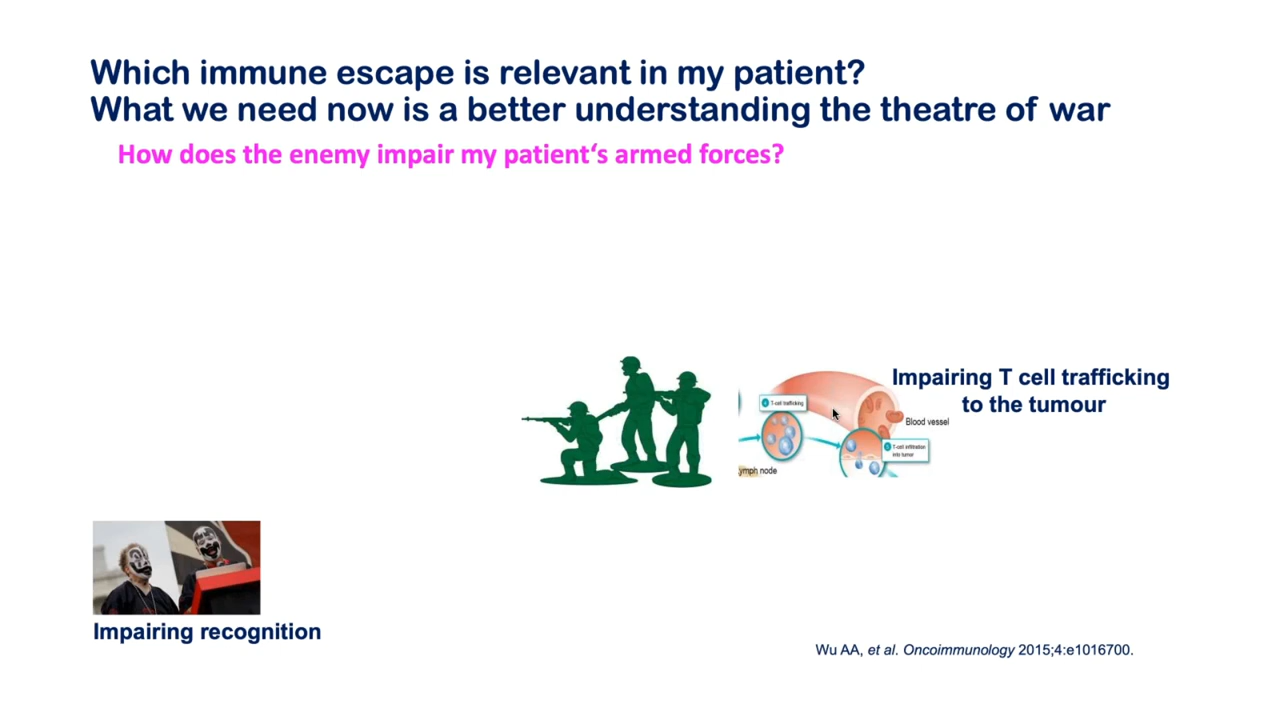 Which immune escape is relevant in my patient?
What we need now is a better understanding the theatre of war
How does the enemy impair my patient‘s armed forces?
Impairing T cell trafficking
to the tumour
4 T-cell trafficking
Blood vessel
5 T-cell infiltration
into tumor
ymph node
Impairing recognition
Wu AA, et al. Oncoimmunology 2015;4:e1016700.